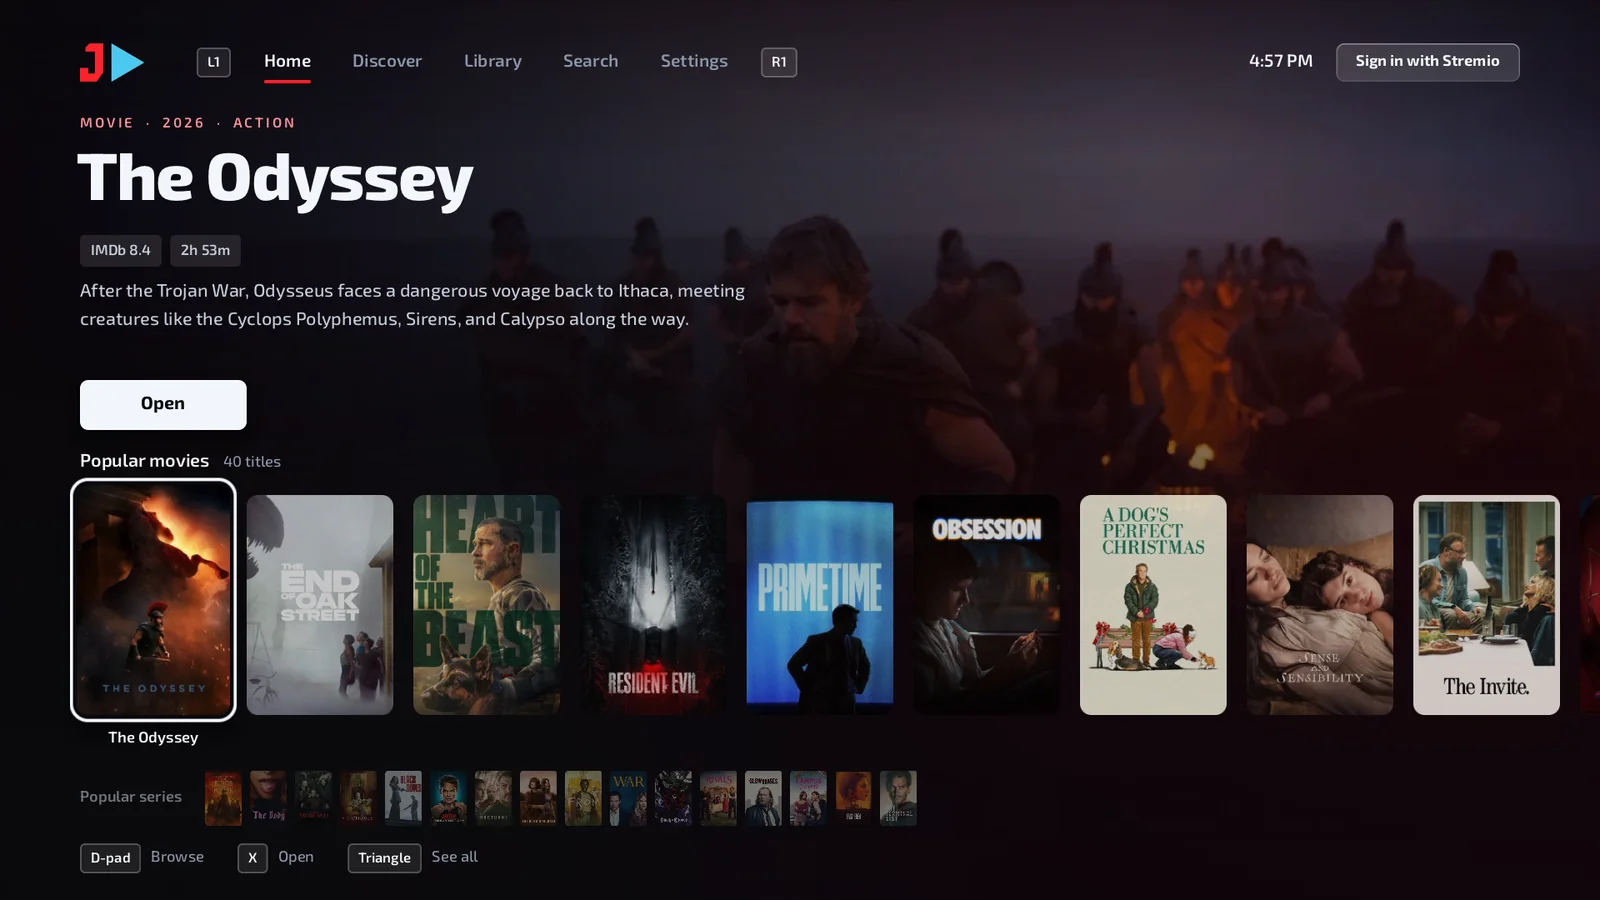 L1 Home Discover Library Search Settings R1 4:57 PM Sign in with Stremio
MOVIE · 2026 · ACTION
The Odyssey
IMDb 8.4 2h 53m
After the Trojan War, Odysseus faces a dangerous voyage back to Ithaca, meeting
creatures like the Cyclops Polyphemus, Sirens, and Calypso along the way.
Open
Popular movies 40 titles
THE ODYSSEY
THE
END
OF OAK
STREET
HEART
OF
THE
BEAST
RESIDENT EVIL
PRIMETIME
OBSESSION
A DOG'S
PERFECT
CHRISTMAS
SENSE
AND
SENSIBILITY
The Invite.
The Odyssey
Popular series
WAR
D-pad Browse X Open Triangle See all